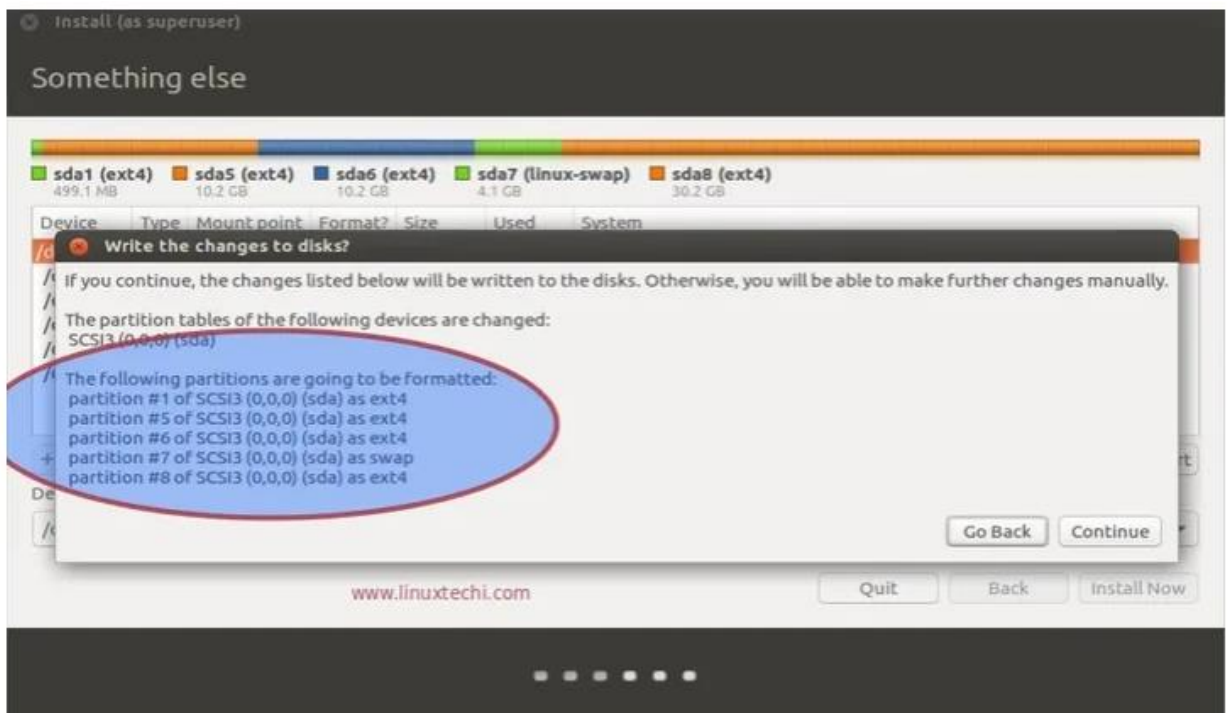 Install (as superuser)
Something else
sda1 (ext4) sda5 (ext4) sda6 (ext4) sda7 (linux-swap) sda8 (ext4)
499.1 MB 10.2 GB 10.2 GB 4.1 GB 30.2 GB
Device Type Mount point Format? Size Used System
Write the changes to disks?
If you continue, the changes listed below will be written to the disks. Otherwise, you will be able to make further changes manually.
The partition tables of the following devices are changed:
SCSI3 (0,0,0) (sda)
The following partitions are going to be formatted:
partition #1 of SCSI3 (0,0,0) (sda) as ext4
partition #5 of SCSI3 (0,0,0) (sda) as ext4
partition #6 of SCSI3 (0,0,0) (sda) as ext4
partition #7 of SCSI3 (0,0,0) (sda) as swap
partition #8 of SCSI3 (0,0,0) (sda) as ext4
Go Back Continue
www.linuxtechi.com
Quit Back Install Now